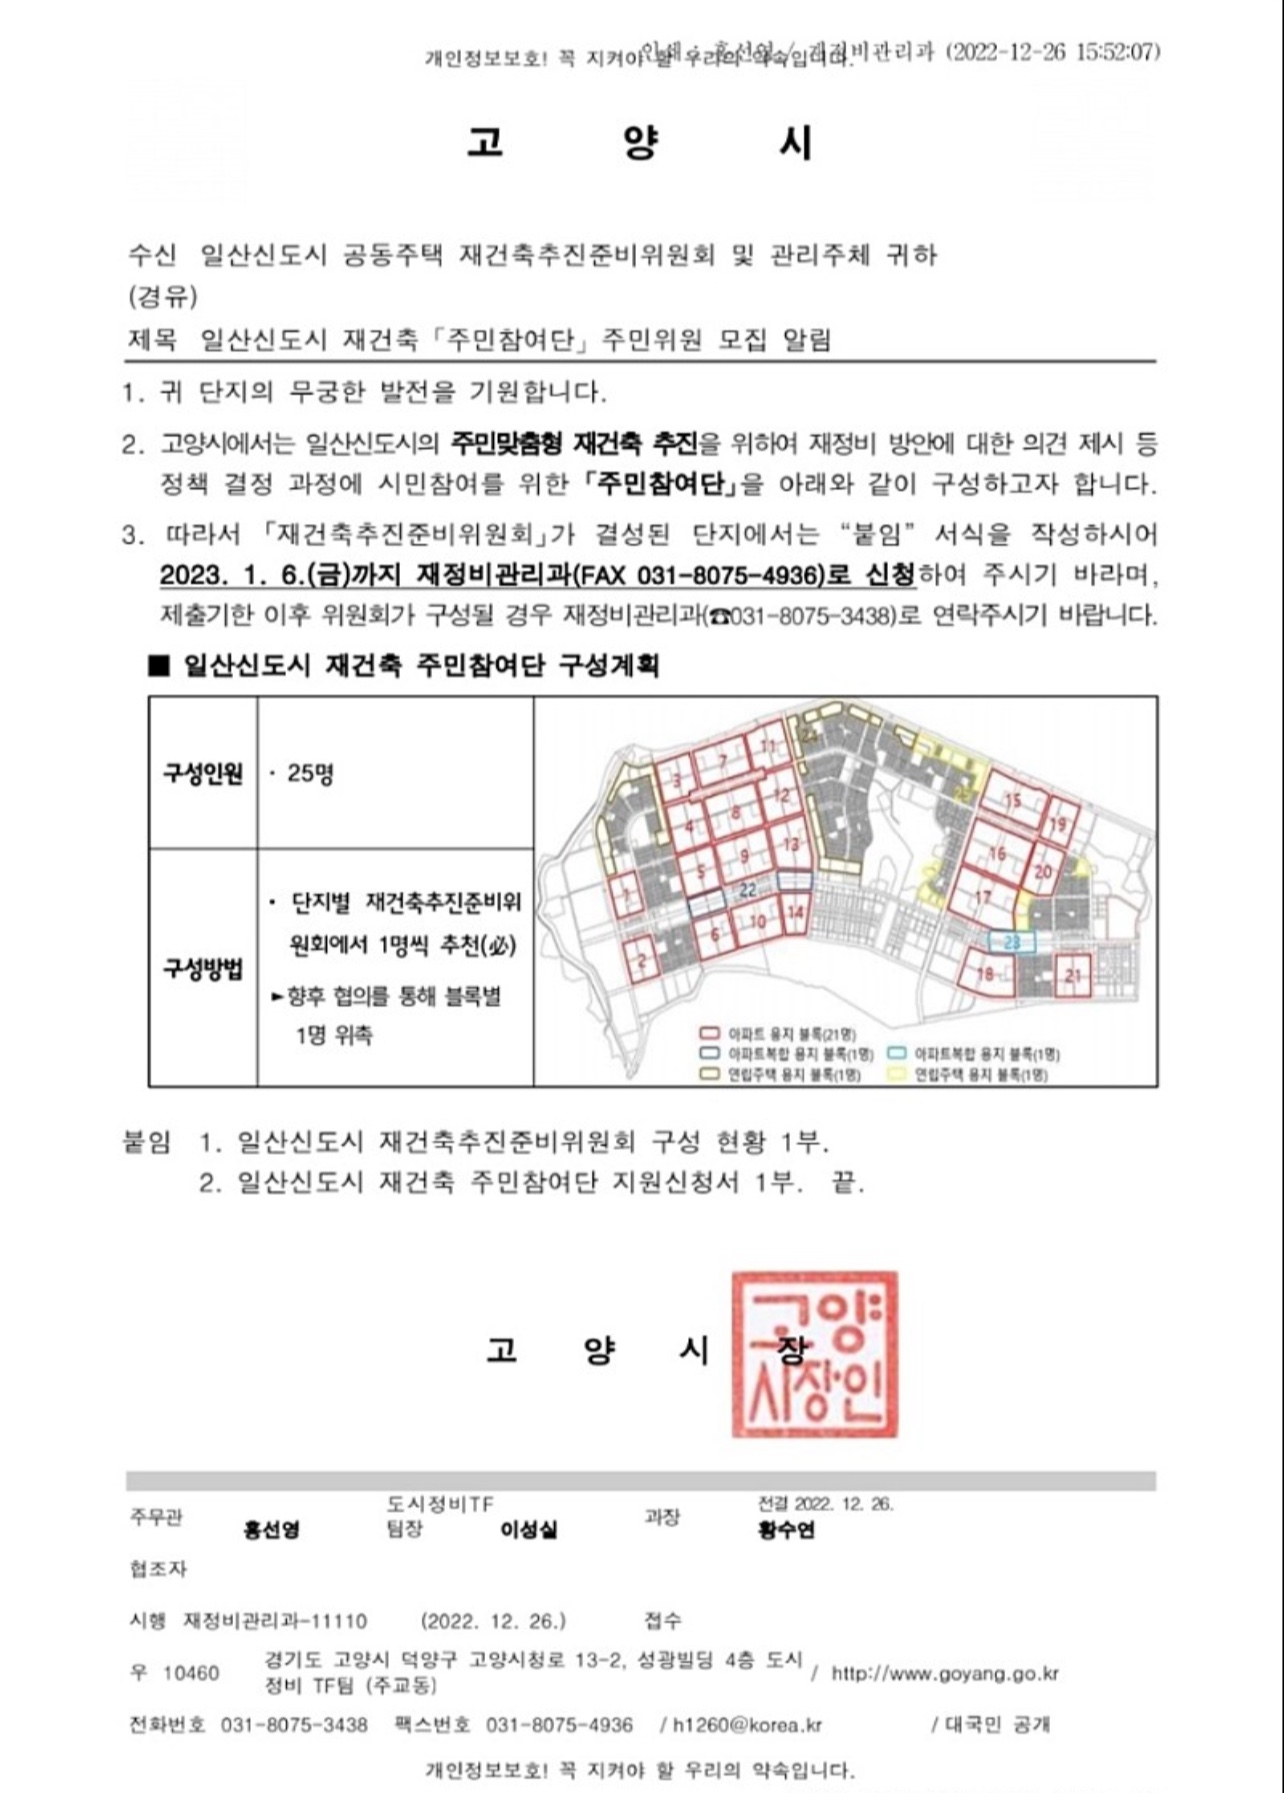 개인정보보호! 꼭 지켜야 할 우리의 약속입니다.
인쇄 : 홍선영 / 재정비관리과 (2022-12-26 15:52:07)
고 양 시
수신 일산신도시 공동주택 재건축추진준비위원회 및 관리주체 귀하
(경유)
제목 일산신도시 재건축「주민참여단」주민위원 모집 알림
1. 귀 단지의 무궁한 발전을 기원합니다.
2. 고양시에서는 일산신도시의 주민맞춤형 재건축 추진을 위하여 재정비 방안에 대한 의견 제시 등
정책 결정 과정에 시민참여를 위한「주민참여단」을 아래와 같이 구성하고자 합니다.
3. 따라서 「재건축추진준비위원회」가 결성된 단지에서는 “붙임” 서식을 작성하시어
2023. 1. 6.(금)까지 재정비관리과(FAX 031-8075-4936)로 신청하여 주시기 바라며,
제출기한 이후 위원회가 구성될 경우 재정비관리과(☎031-8075-3438)로 연락주시기 바랍니다.
■ 일산신도시 재건축 주민참여단 구성계획
구성인원
· 25명
구성방법
· 단지별 재건축추진준비위
원회에서 1명씩 추천(必)
►향후 협의를 통해 블록별
1명 위촉
1
2
3
4
5
6
7
8
9
10
11
12
13
14
15
16
17
18
19
20
21
22
23
아파트 용지 블록(21명)
아파트복합 용지 블록(1명)
아파트복합 용지 블록(1명)
연립주택 용지 블록(1명)
연립주택 용지 블록(1명)
붙임 1. 일산신도시 재건축추진준비위원회 구성 현황 1부.
2. 일산신도시 재건축 주민참여단 지원신청서 1부. 끝.
고 양 시 장
고양
시장인
주무관 홍선영
도시정비TF
팀장 이성실
과장
전결 2022. 12. 26.
황수연
협조자
시행 재정비관리과-11110 (2022. 12. 26.) 접수
우 10460 경기도 고양시 덕양구 고양시청로 13-2, 성광빌딩 4층 도시
정비 TF팀 (주교동) / http://www.goyang.go.kr
전화번호 031-8075-3438 팩스번호 031-8075-4936 / h1260@korea.kr / 대국민 공개
개인정보보호! 꼭 지켜야 할 우리의 약속입니다.